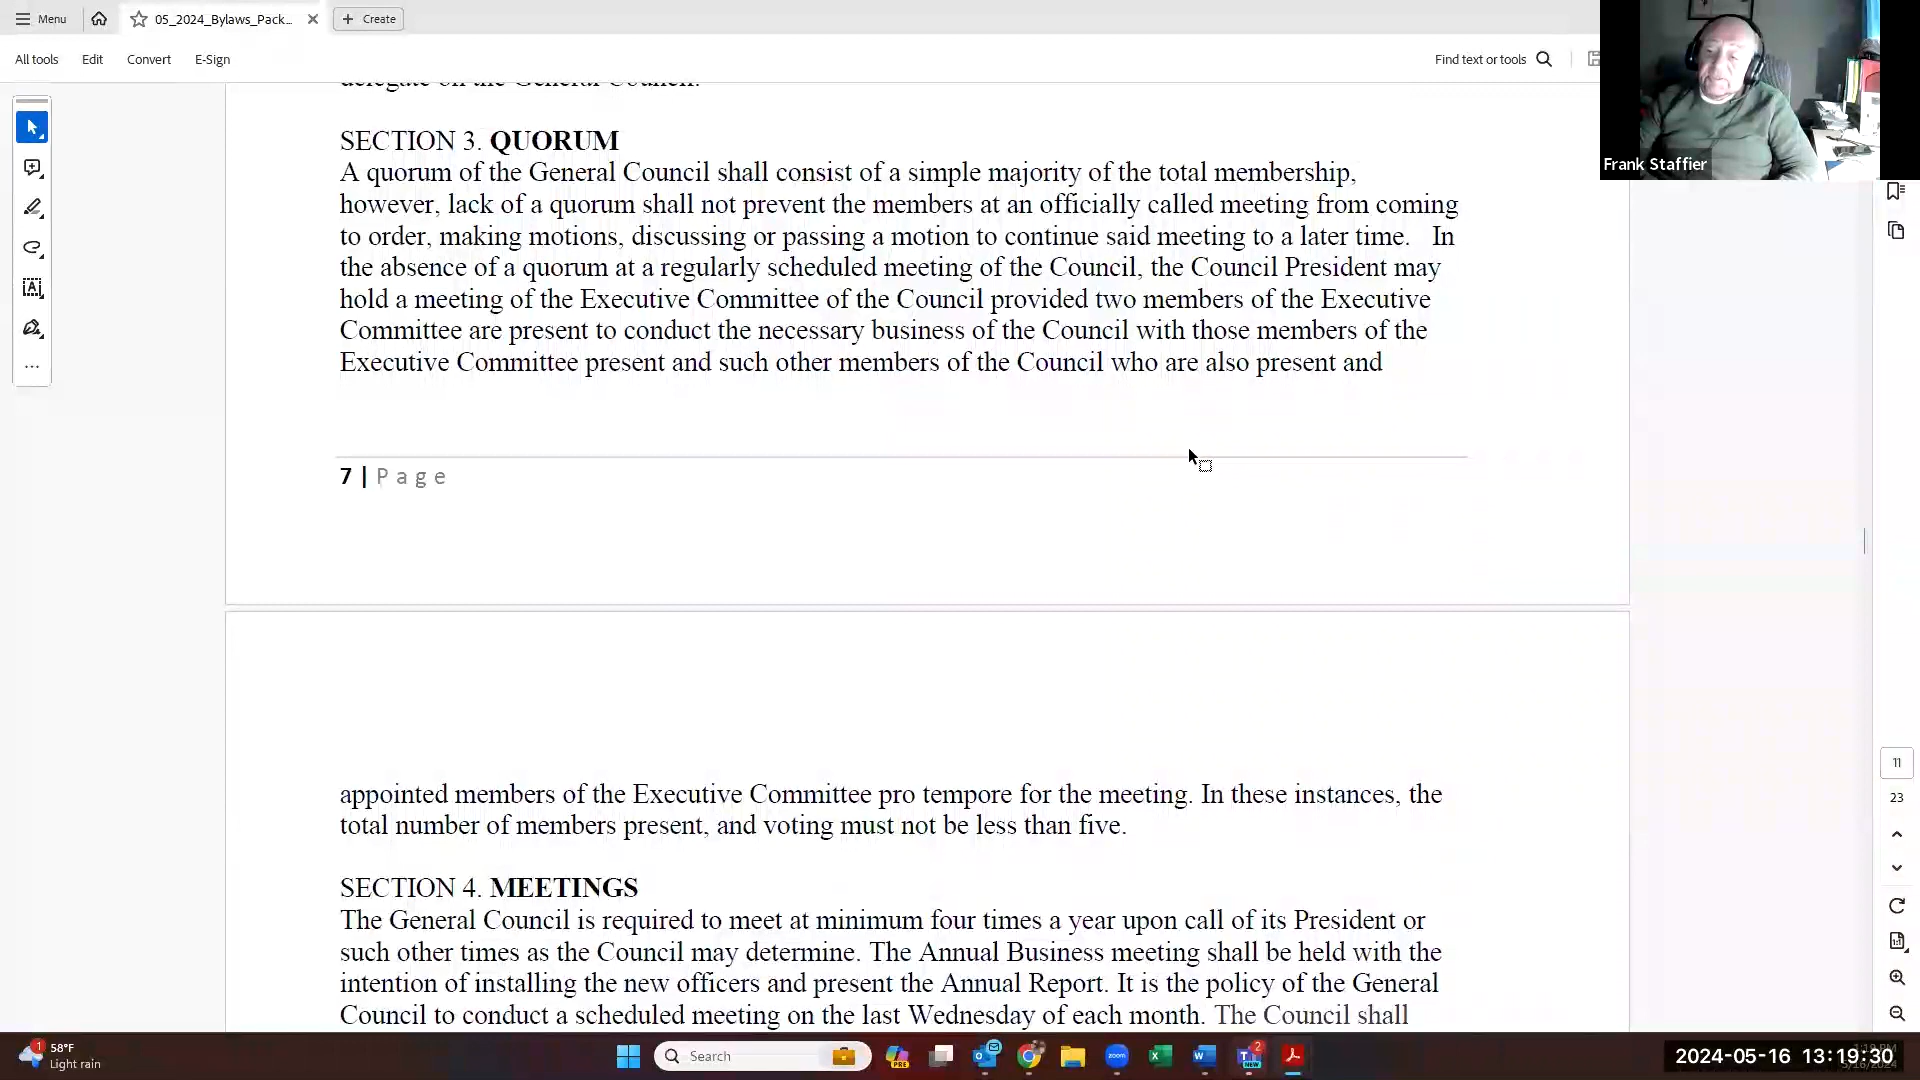 Menu
05_2024_Bylaws_Pack...
Create
All tools
Edit
Convert
E-Sign
Find text or tools
Frank Staffier
delegate on the General Council.
SECTION 3. QUORUM
A quorum of the General Council shall consist of a simple majority of the total membership,
however, lack of a quorum shall not prevent the members at an officially called meeting from coming
to order, making motions, discussing or passing a motion to continue said meeting to a later time. In
the absence of a quorum at a regularly scheduled meeting of the Council, the Council President may
hold a meeting of the Executive Committee of the Council provided two members of the Executive
Committee are present to conduct the necessary business of the Council with those members of the
Executive Committee present and such other members of the Council who are also present and
7 | Page
appointed members of the Executive Committee pro tempore for the meeting. In these instances, the
total number of members present, and voting must not be less than five.
SECTION 4. MEETINGS
The General Council is required to meet at minimum four times a year upon call of its President or
such other times as the Council may determine. The Annual Business meeting shall be held with the
intention of installing the new officers and present the Annual Report. It is the policy of the General
Council to conduct a scheduled meeting on the last Wednesday of each month. The Council shall
11
23
1
58°F
Light rain
Search
PRE
zoom
2
NEW
2024-05-16 13:19:30